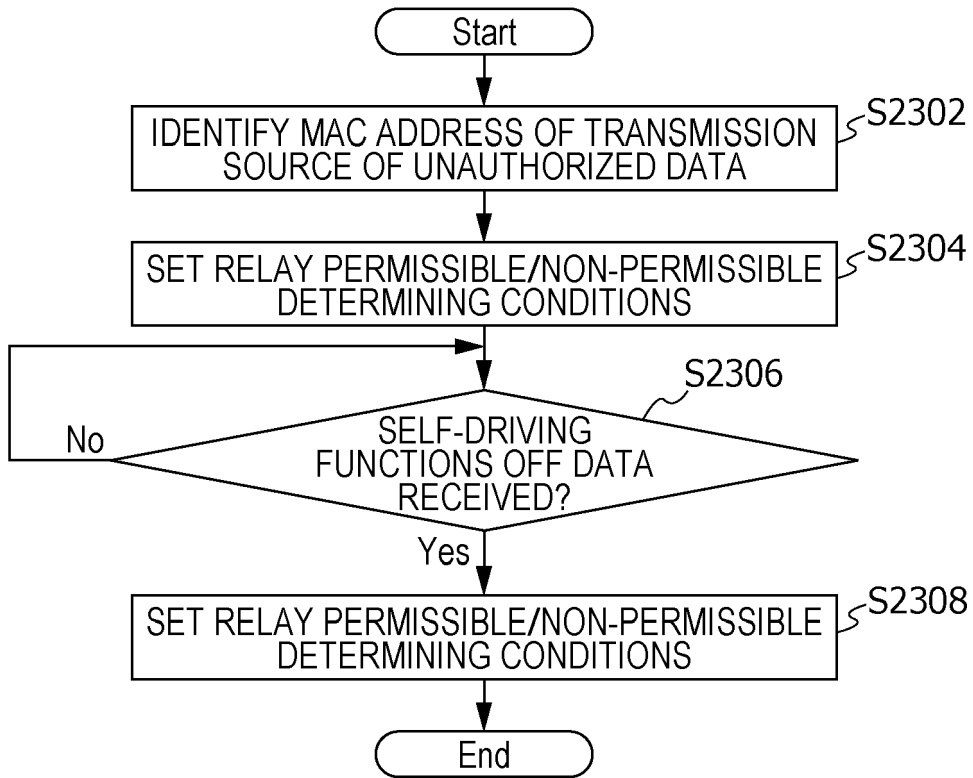 Start
IDENTIFY MAC ADDRESS OF TRANSMISSION
SOURCE OF UNAUTHORIZED DATA
S2302
SET RELAY PERMISSIBLE/NON-PERMISSIBLE
DETERMINING CONDITIONS
S2304
SELF-DRIVING
FUNCTIONS OFF DATA
RECEIVED?
S2306
No
Yes
SET RELAY PERMISSIBLE/NON-PERMISSIBLE
DETERMINING CONDITIONS
S2308
End